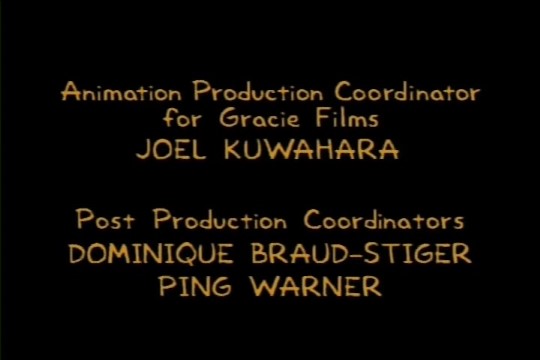 Animation Production Coordinator
for Gracie Films
JOEL KUWAHARA
Post Production Coordinators
DOMINIQUE BRAUD-STIGER
PING WARNER